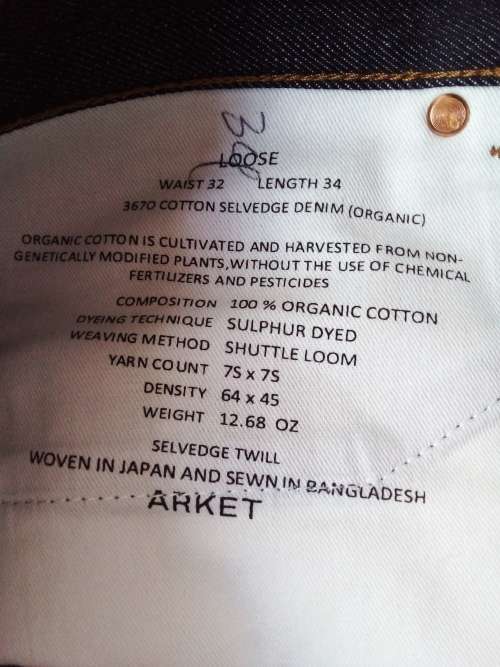 LOOSE
WAIST 32 LENGTH 34
3670 COTTON SELVEDGE DENIM (ORGANIC)
ORGANIC COTTON IS CULTIVATED AND HARVESTED FROM NON-
GENETICALLY MODIFIED PLANTS, WITHOUT THE USE OF CHEMICAL
FERTILIZERS AND PESTICIDES
COMPOSITION 100 % ORGANIC COTTON
DYEING TECHNIQUE SULPHUR DYED
WEAVING METHOD SHUTTLE LOOM
YARN COUNT 7S x 7S
DENSITY 64 x 45
WEIGHT 12.68 OZ
SELVEDGE TWILL
WOVEN IN JAPAN AND SEWN IN BANGLADESH
ARKET